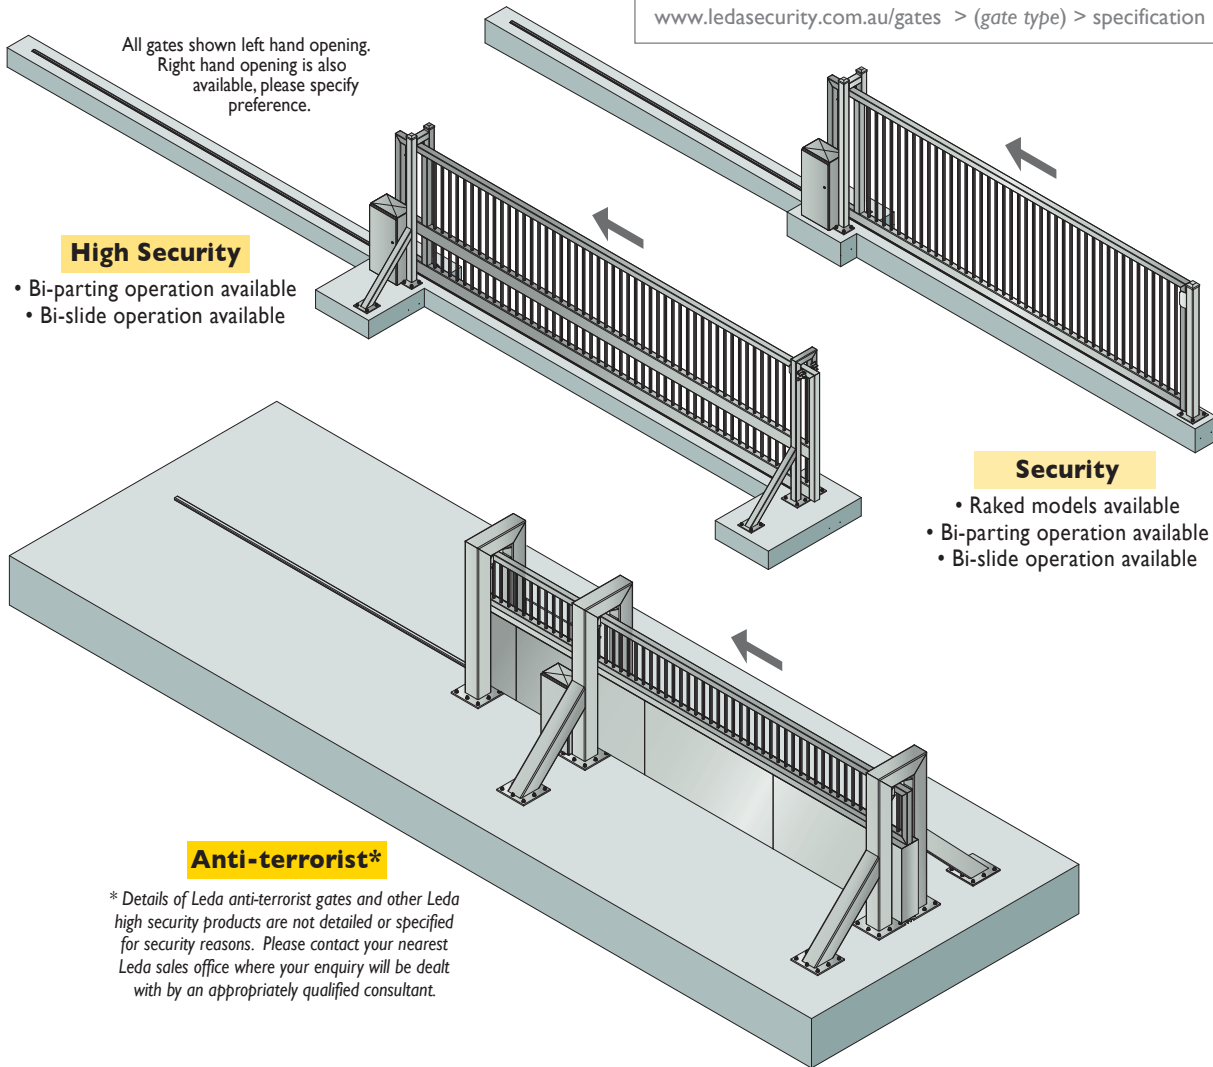 www.ledasecurity.com.au/gates > (gate type) > specification
All gates shown left hand opening.
Right hand opening is also
available, please specify
preference.
High Security
• Bi-parting operation available
• Bi-slide operation available
Security
• Raked models available
• Bi-parting operation available
• Bi-slide operation available
Anti-terrorist*
* Details of Leda anti-terrorist gates and other Leda
high security products are not detailed or specified
for security reasons. Please contact your nearest
Leda sales office where your enquiry will be dealt
with by an appropriately qualified consultant.